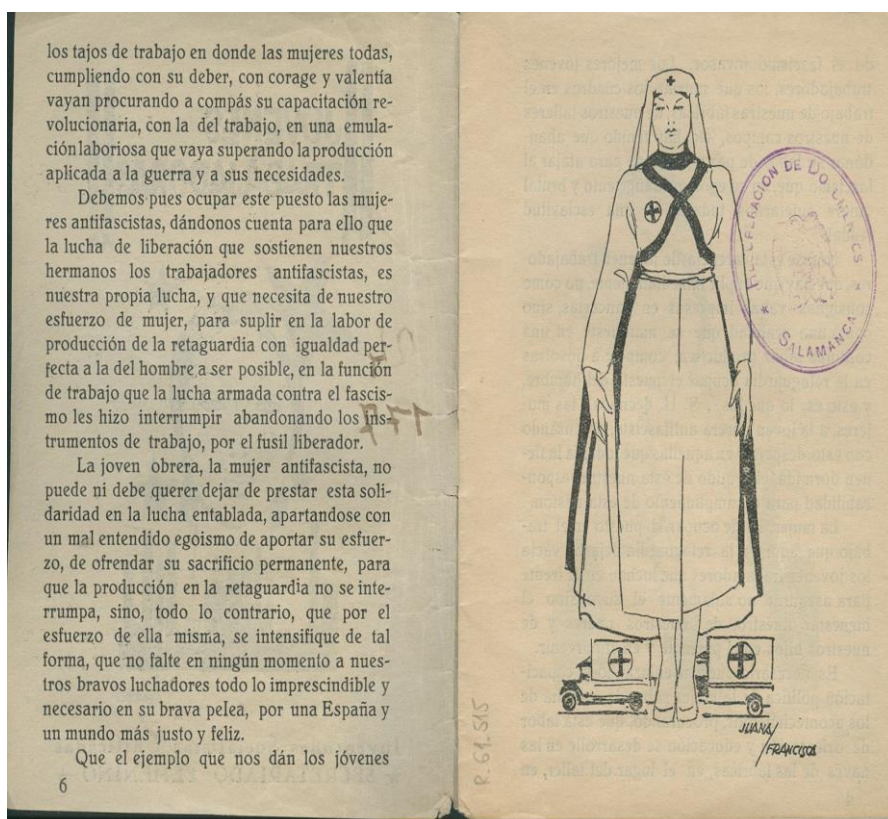 los tajos de trabajo en donde las mujeres todas,
cumpliendo con su deber, con corage y valentía
vayan procurando a compás su capacitación re-
volucionaria, con la del trabajo, en una emula-
ción laboriosa que vaya superando la producción
aplicada a la guerra y a sus necesidades.
Debemos pues ocupar este puesto las muje-
res antifascistas, dándonos cuenta para ello que
la lucha de liberación que sostienen nuestros
hermanos los trabajadores antifascistas, es
nuestra propia lucha, y que necesita de nuestro
esfuerzo de mujer, para suplir en la labor de
producción de la retaguardia con igualdad per-
fecta a la del hombre a ser posible, en la función
de trabajo que la lucha armada contra el fascis-
mo les hizo interrumpir abandonando los ins-
trumentos de trabajo, por el fusil liberador.
La joven obrera, la mujer antifascista, no
puede ni debe querer dejar de prestar esta soli-
daridad en la lucha entablada, apartandose con
un mal entendido egoismo de aportar su esfuer-
zo, de ofrendar su sacrificio permanente, para
que la producción en la retaguardia no se inte-
rrumpa, sino, todo lo contrario, que por el
esfuerzo de ella misma, se intensifique de tal
forma, que no falte en ningún momento a nues-
tros bravos luchadores todo lo imprescindible y
necesario en su brava pelea, por una España y
un mundo más justo y feliz.
Que el ejemplo que nos dán los jóvenes
6
RECUPERACION DE DOCUMENTOS
* SALAMANCA *
JUANA/
FRANCISCA
R. 61.515